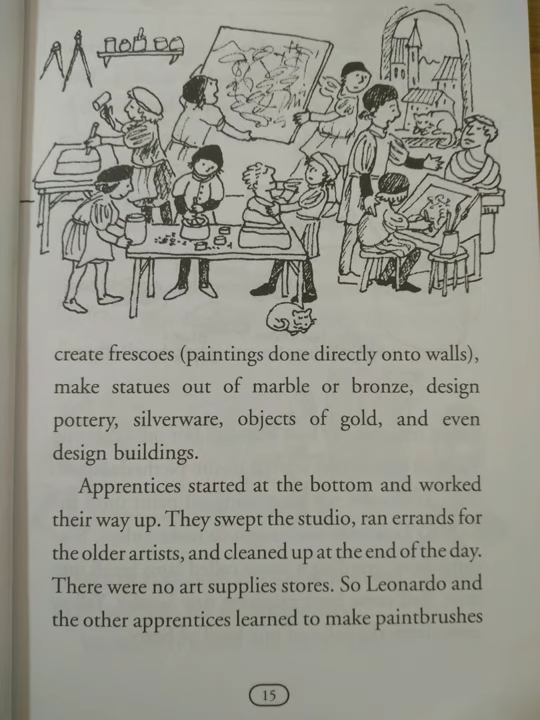 create frescoes (paintings done directly onto walls),
make statues out of marble or bronze, design
pottery, silverware, objects of gold, and even
design buildings.
Apprentices started at the bottom and worked
their way up. They swept the studio, ran errands for
the older artists, and cleaned up at the end of the day.
There were no art supplies stores. So Leonardo and
the other apprentices learned to make paintbrushes
15